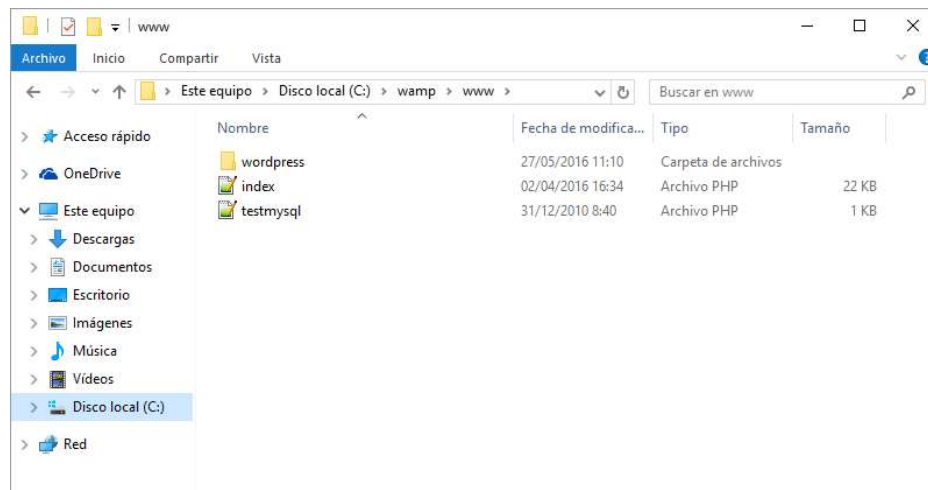 www
Archivo Inicio Compartir Vista
Este equipo > Disco local (C:) > wamp > www >
Buscar en www
Acceso rápido
OneDrive
Este equipo
Descargas
Documentos
Escritorio
Imágenes
Música
Vídeos
Disco local (C:)
Red
Nombre Fecha de modifica... Tipo Tamaño
wordpress 27/05/2016 11:10 Carpeta de archivos
index 02/04/2016 16:34 Archivo PHP 22 KB
testmysql 31/12/2010 8:40 Archivo PHP 1 KB